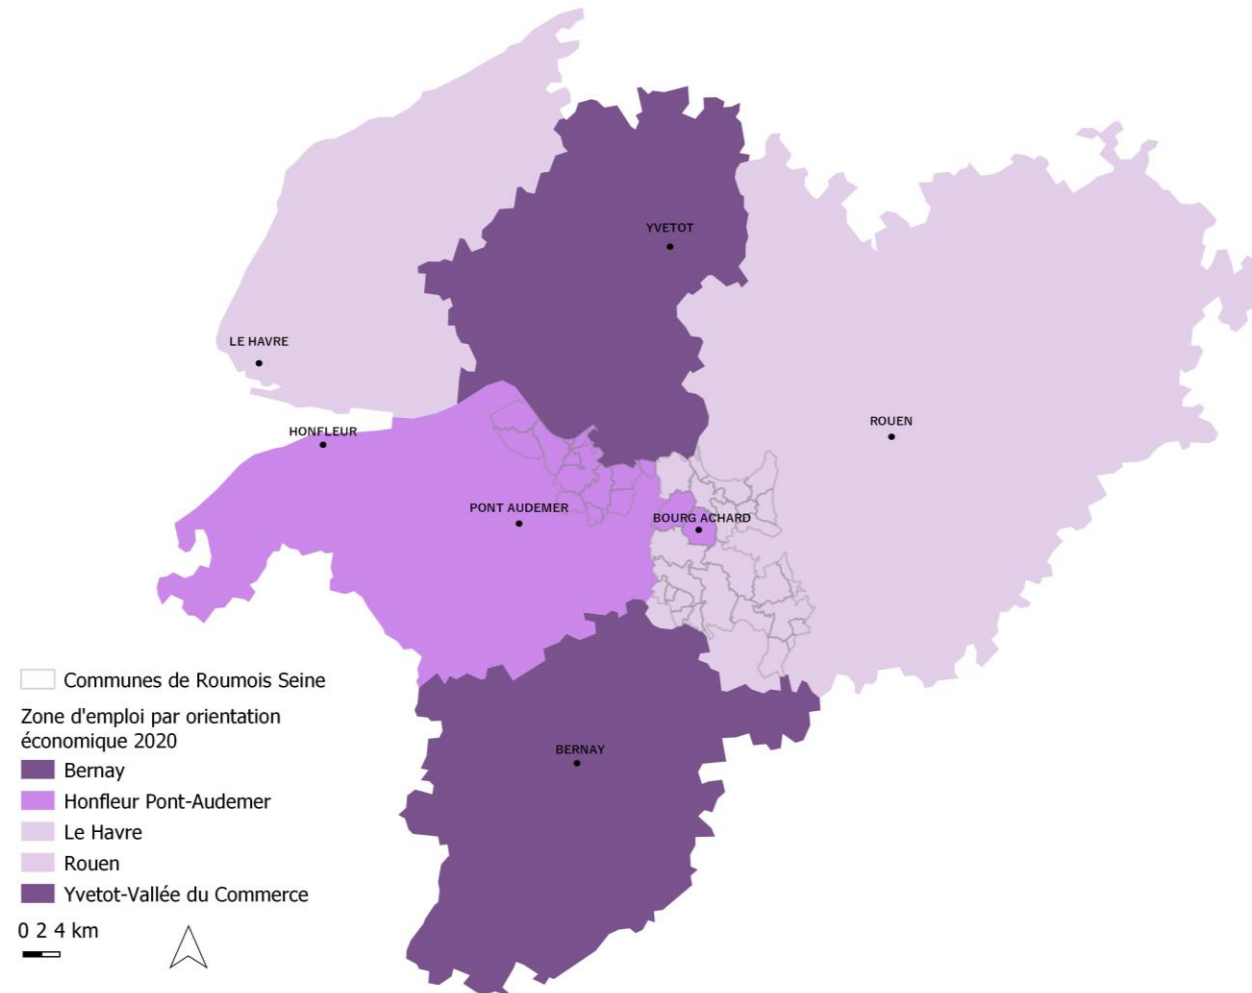 YVETOT
LE HAVRE
ROUEN
HONFLEUR
PONT AUDEMER
BOURG ACHARD
BERNAY
Communes de Roumois Seine
Zone d'emploi par orientation
économique 2020
Bernay
Honfleur Pont-Audemer
Le Havre
Rouen
Yvetot-Vallée du Commerce
0 2 4 km